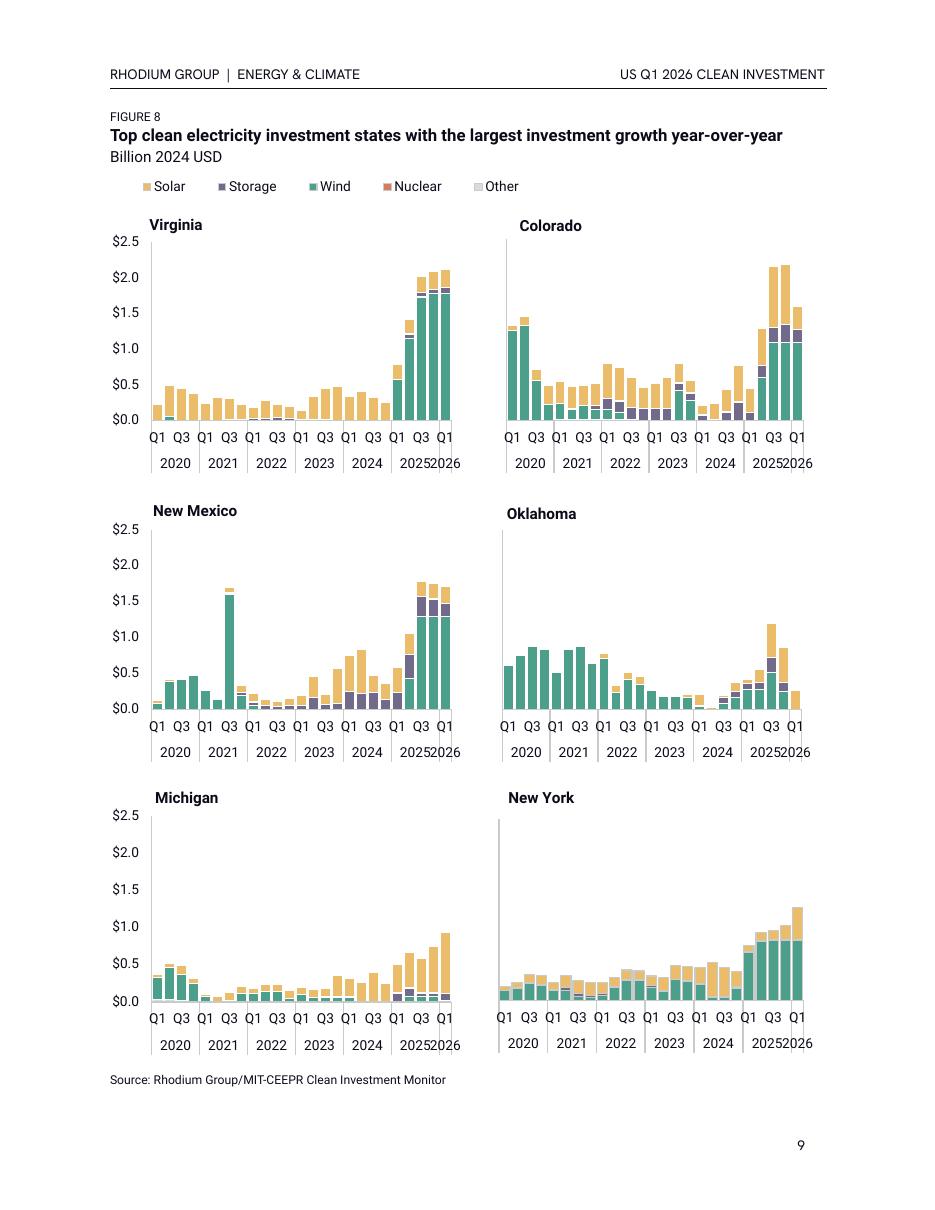 RHODIUM GROUP | ENERGY & CLIMATE US Q1 2026 CLEAN INVESTMENT
FIGURE 8
Top clean electricity investment states with the largest investment growth year-over-year
Billion 2024 USD
Solar Storage Wind Nuclear Other
Virginia
$2.5
$2.0
$1.5
$1.0
$0.5
$0.0
Q1 Q3 Q1 Q3 Q1 Q3 Q1 Q3 Q1 Q3 Q1 Q3 Q1
2020 2021 2022 2023 2024 2025 2026
Colorado
Q1 Q3 Q1 Q3 Q1 Q3 Q1 Q3 Q1 Q3 Q1 Q3 Q1
2020 2021 2022 2023 2024 2025 2026
New Mexico
$2.5
$2.0
$1.5
$1.0
$0.5
$0.0
Q1 Q3 Q1 Q3 Q1 Q3 Q1 Q3 Q1 Q3 Q1 Q3 Q1
2020 2021 2022 2023 2024 2025 2026
Oklahoma
Q1 Q3 Q1 Q3 Q1 Q3 Q1 Q3 Q1 Q3 Q1 Q3 Q1
2020 2021 2022 2023 2024 2025 2026
Michigan
$2.5
$2.0
$1.5
$1.0
$0.5
$0.0
Q1 Q3 Q1 Q3 Q1 Q3 Q1 Q3 Q1 Q3 Q1 Q3 Q1
2020 2021 2022 2023 2024 2025 2026
New York
Q1 Q3 Q1 Q3 Q1 Q3 Q1 Q3 Q1 Q3 Q1 Q3 Q1
2020 2021 2022 2023 2024 2025 2026
Source: Rhodium Group/MIT-CEEPR Clean Investment Monitor
9